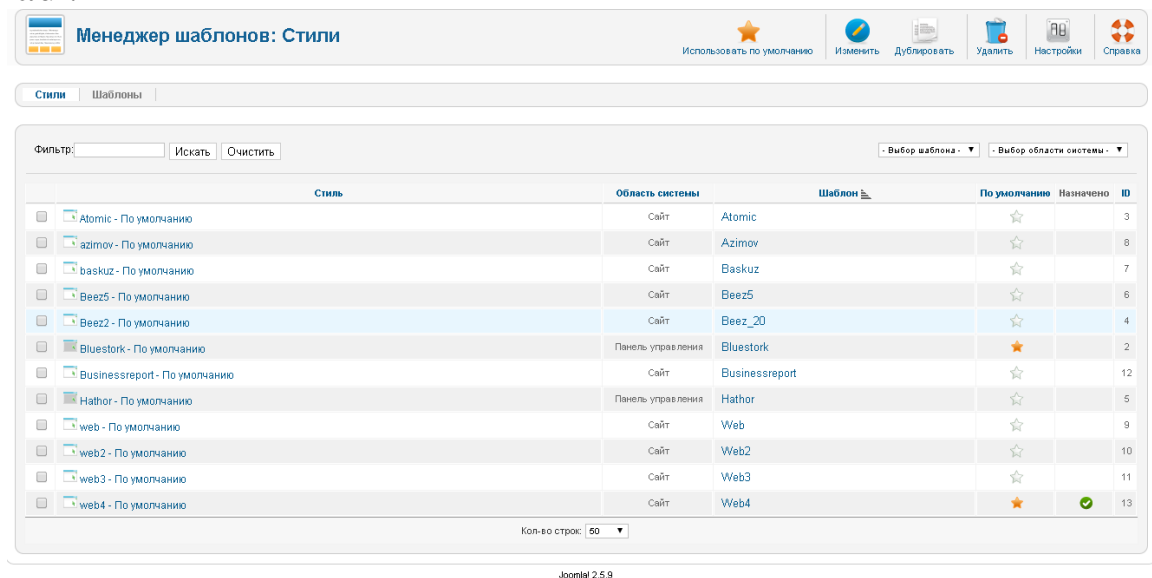 Менеджер шаблонов: Стили
Использовать по умолчанию Изменить Дублировать Удалить Настройки Справка
Стили Шаблоны
Фильтр: Искать Очистить - Выбор шаблона - - Выбор области системы -
Стиль Область системы Шаблон По умолчанию Назначено ID
Atomic - По умолчанию Сайт Atomic 3
azimov - По умолчанию Сайт Azimov 8
baskuz - По умолчанию Сайт Baskuz 7
Beez5 - По умолчанию Сайт Beez5 6
Beez2 - По умолчанию Сайт Beez_20 4
Bluestork - По умолчанию Панель управления Bluestork 2
Businessreport - По умолчанию Сайт Businessreport 12
Hathor - По умолчанию Панель управления Hathor 5
web - По умолчанию Сайт Web 9
web2 - По умолчанию Сайт Web2 10
web3 - По умолчанию Сайт Web3 11
web4 - По умолчанию Сайт Web4 13
Кол-во строк: 50
Joomla! 2.5.9